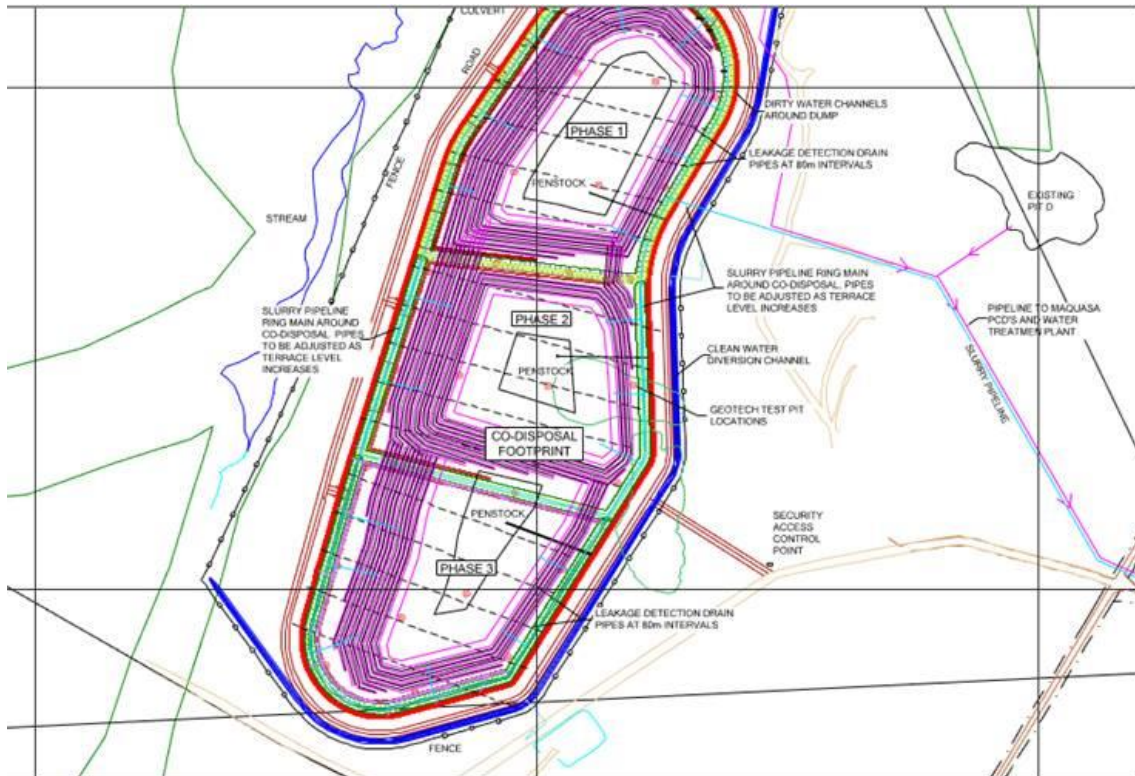 CULVERT
ROAD
FENCE
STREAM
PHASE 1
PENSTOCK
DIRTY WATER CHANNELS
AROUND DUMP
LEAKAGE DETECTION DRAIN
PIPES AT 80m INTERVALS
EXISTING
PIT D
SLURRY PIPELINE
RING MAIN AROUND
CO-DISPOSAL. PIPES
TO BE ADJUSTED AS
TERRACE LEVEL
INCREASES
SLURRY PIPELINE RING MAIN
AROUND CO-DISPOSAL, PIPES
TO BE ADJUSTED AS TERRACE
LEVEL INCREASES
PHASE 2
PENSTOCK
PIPELINE TO MAQUASA
PCD'S AND WATER
TREATMEN PLANT
SLURRY PIPELINE
CLEAN WATER
DIVERSION CHANNEL
GEOTECH TEST PIT
LOCATIONS
CO-DISPOSAL
FOOTPRINT
PENSTOCK
SECURITY
ACCESS
CONTROL
POINT
PHASE 3
LEAKAGE DETECTION DRAIN
PIPES AT 80m INTERVALS
FENCE